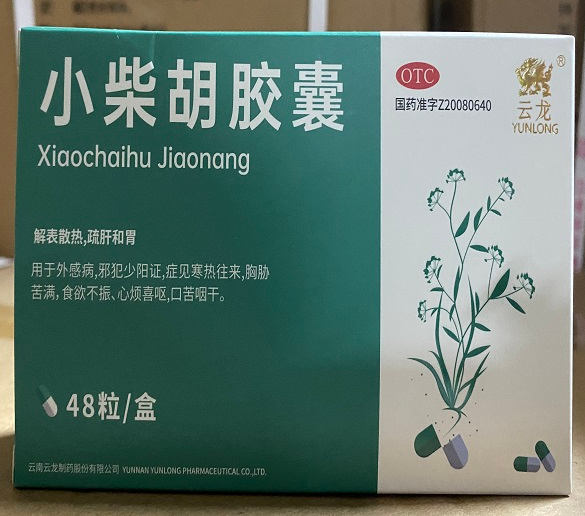 小柴胡胶囊
Xiaochaihu Jiaonang
解表散热,疏肝和胃
用于外感病,邪犯少阳证,症见寒热往来,胸胁
苦满,食欲不振、心烦喜呕,口苦咽干。
48粒/盒
云南云龙制药股份有限公司 YUNNAN YUNLONG PHARMACEUTICAL CO.,LTD.
OTC
国药准字Z20080640
®
云龙
YUNLONG